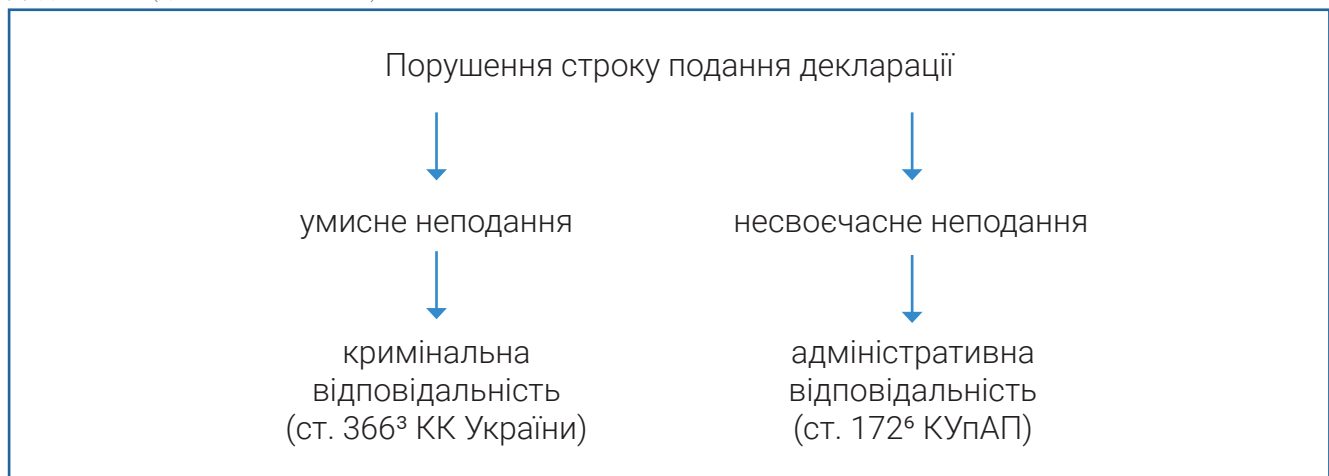 Порушення строку подання декларації
умисне неподання
несвоєчасне неподання
кримінальна
відповідальність
(ст. 366³ КК України)
адміністративна
відповідальність
(ст. 172⁶ КУпАП)